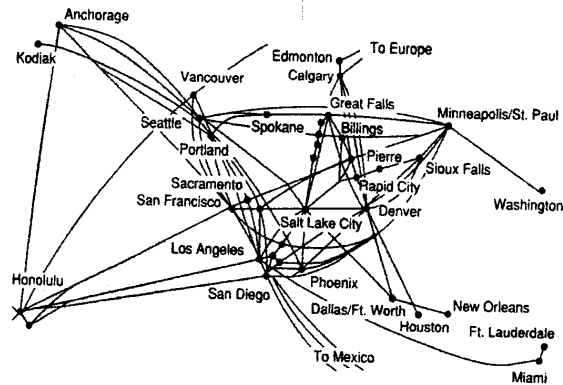 Anchorage
Kodiak
Edmonton
To Europe
Calgary
Vancouver
Great Falls
Minneapolis/St. Paul
Seattle
Spokane
Billings
Portland
Pierre
Sioux Falls
Sacramento
Rapid City
San Francisco
Washington
Salt Lake City
Denver
Los Angeles
Honolulu
Phoenix
San Diego
Dallas/Ft. Worth
New Orleans
Houston
Ft. Lauderdale
To Mexico
Miami